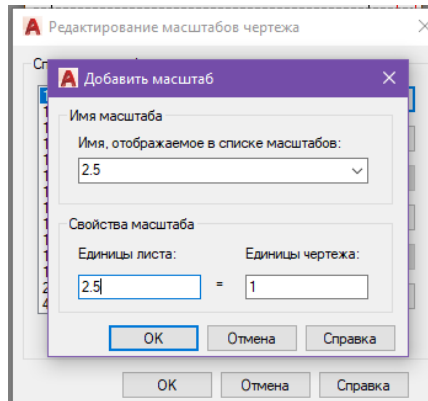 Редактирование масштабов чертежа
Сп
Добавить масштаб
Имя масштаба
Имя, отображаемое в списке масштабов:
2.5
Свойства масштаба
Единицы листа:
Единицы чертежа:
2.5
=
1
OK
Отмена
Справка
OK
Отмена
Справка